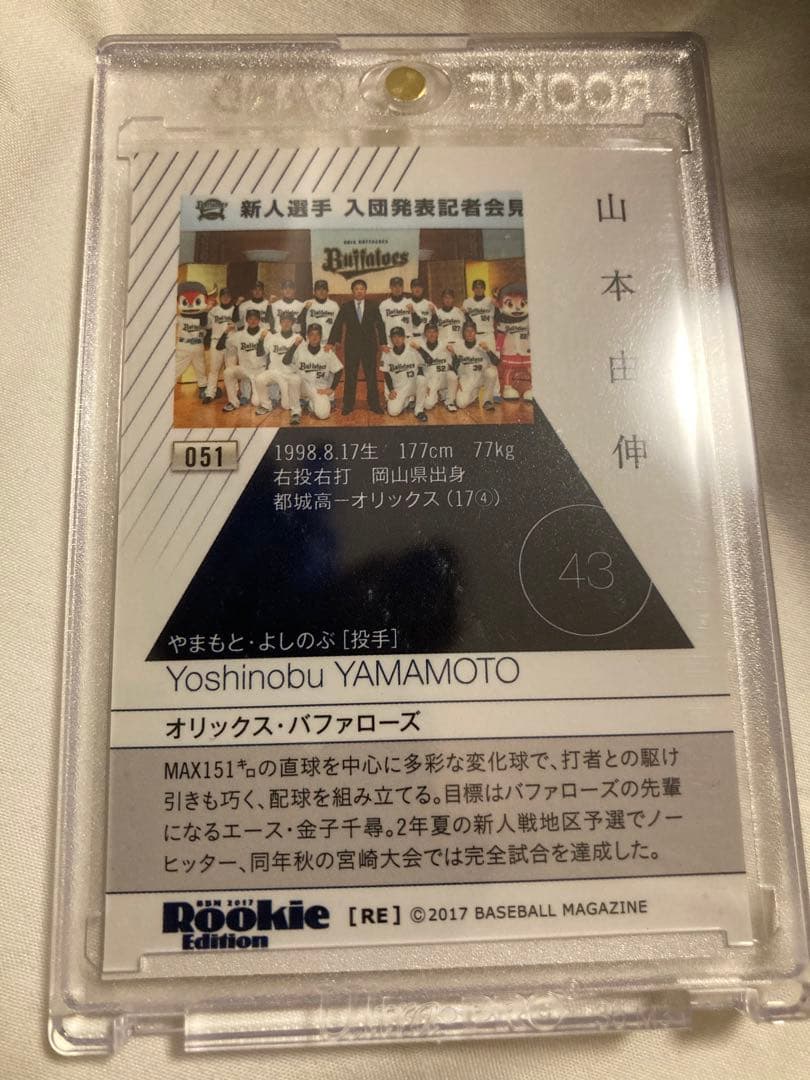 ROOKIE CARD
新人選手 入団発表記者会見
Buffaloes
山本由伸
051
1998.8.17生 177cm 77kg
右投右打 岡山県出身
都城高ーオリックス(17④)
43
やまもと・よしのぶ[投手]
Yoshinobu YAMAMOTO
オリックス・バファローズ
MAX151㌔の直球を中心に多彩な変化球で、打者との駆け
引きも巧く、配球を組み立てる。目標はバファローズの先輩
になるエース・金子千尋。2年夏の新人戦地区予選でノー
ヒッター、同年秋の宮崎大会では完全試合を達成した。
BBM 2017
Rookie
Edition
[RE] ©2017 BASEBALL MAGAZINE
Ultra·PRO